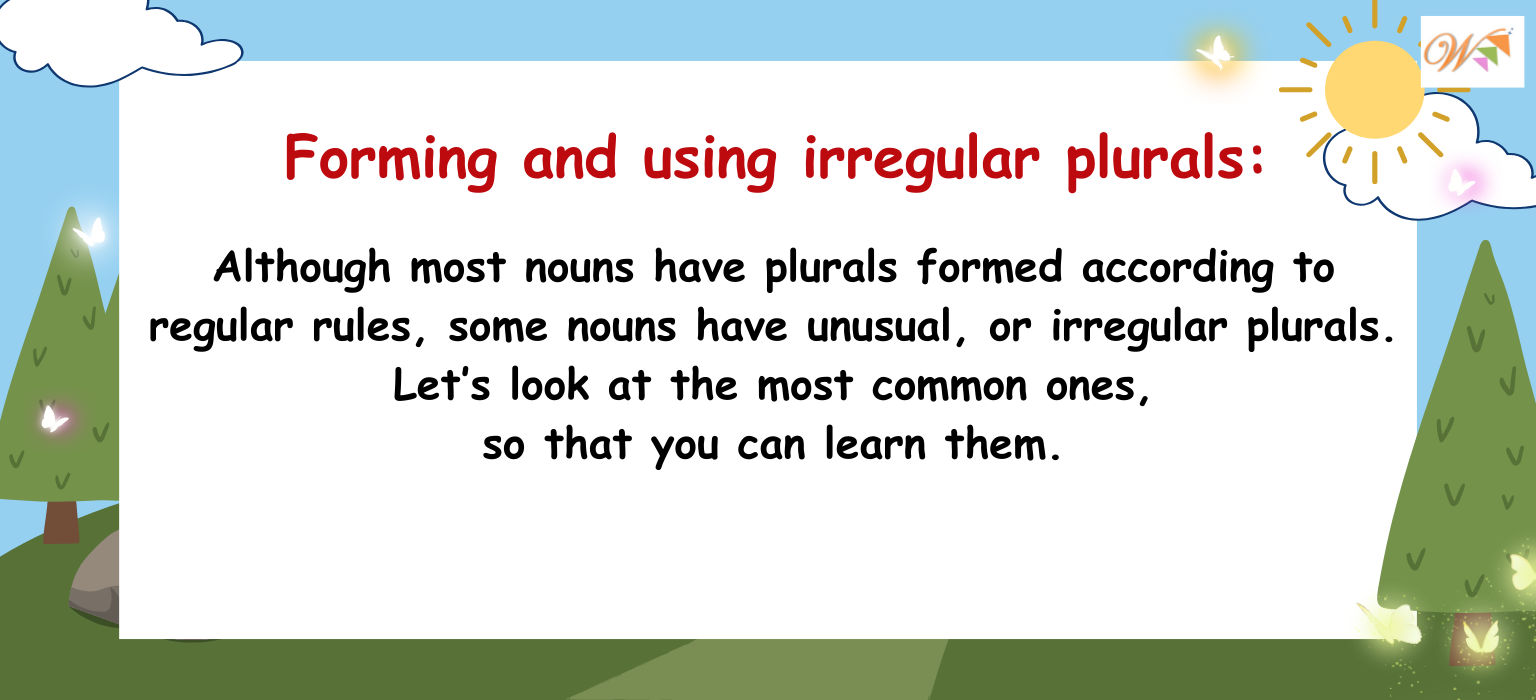 Forming and using irregular plurals:
Although most nouns have plurals formed according to
regular rules, some nouns have unusual, or irregular plurals.
Let's look at the most common ones,
so that you can learn them.
W